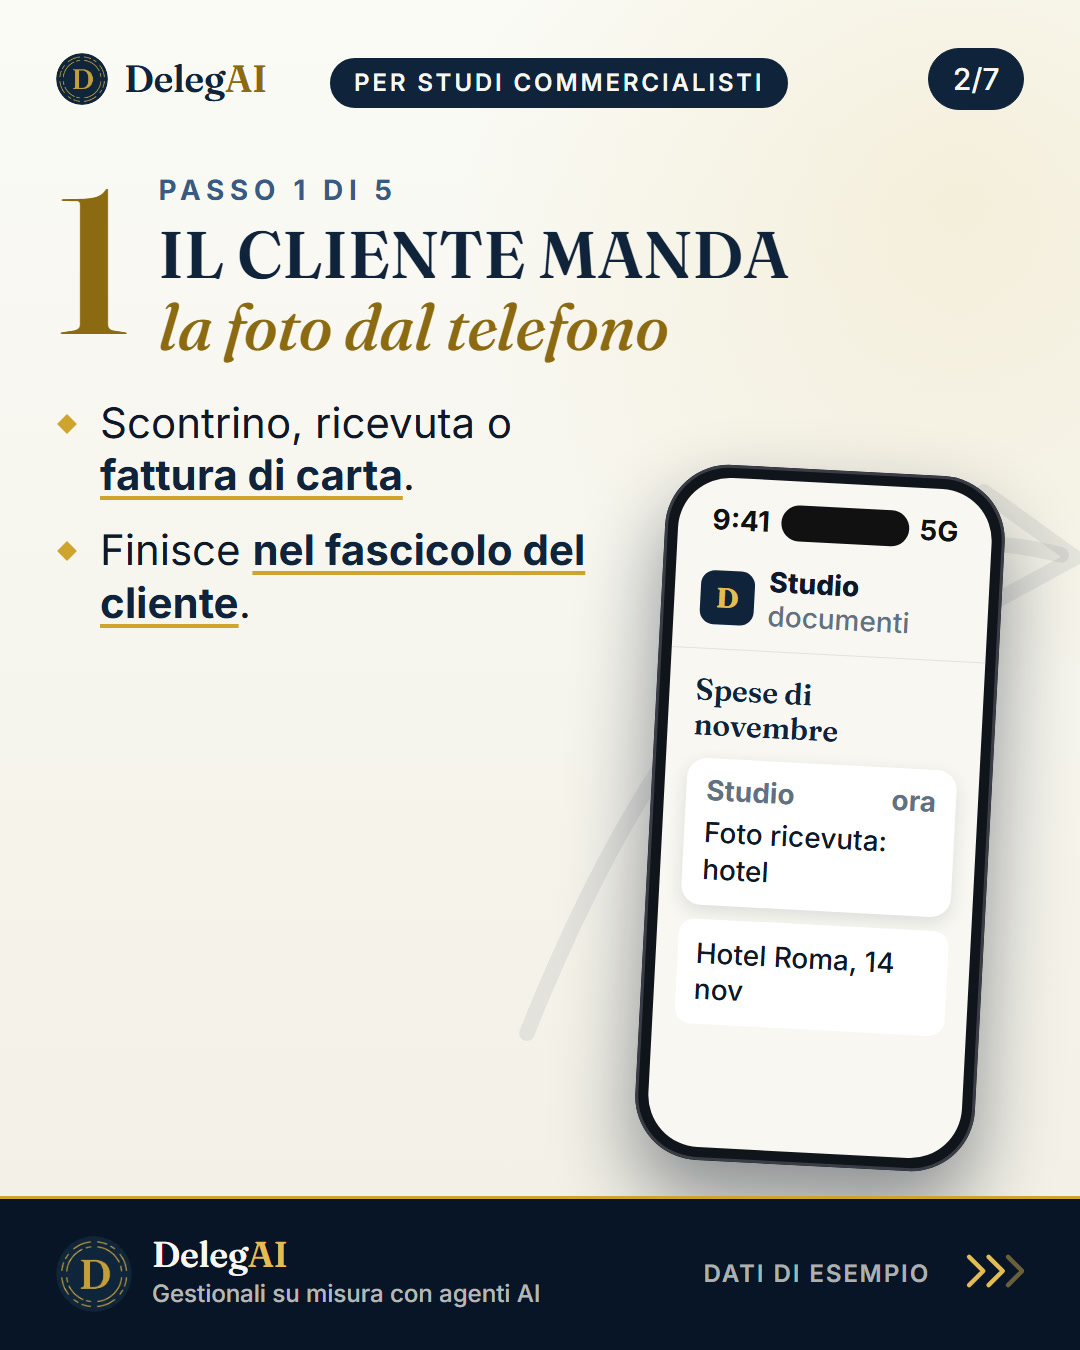 D DelegAI
PER STUDI COMMERCIALISTI
2/7
1
PASSO 1 DI 5
IL CLIENTE MANDA
la foto dal telefono
Scontrino, ricevuta o
fattura di carta.
Finisce nel fascicolo del
cliente.
9:41 5G
D
Studio
documenti
Spese di
novembre
Studio ora
Foto ricevuta:
hotel
Hotel Roma, 14
nov
D
DelegAI
Gestionali su misura con agenti AI
DATI DI ESEMPIO